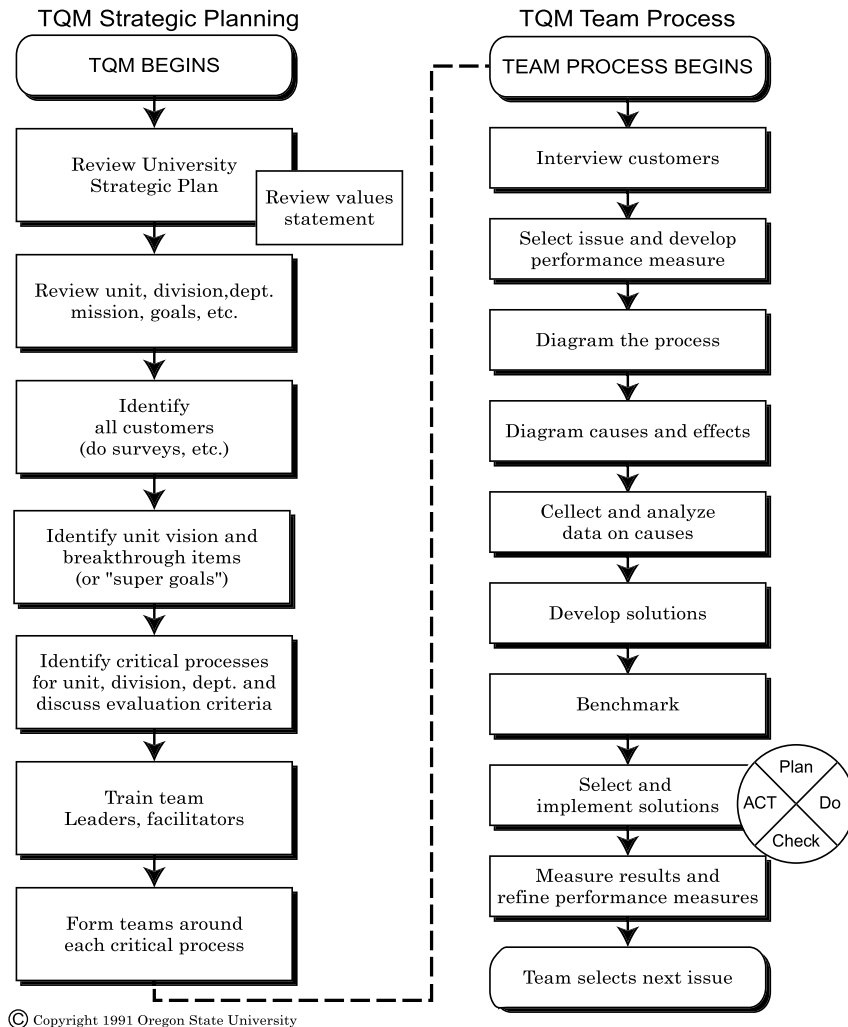 TQM Strategic Planning
TQM BEGINS
Review University
Strategic Plan
Review values
statement
Review unit, division,dept.
mission, goals, etc.
Identify
all customers
(do surveys, etc.)
Identify unit vision and
breakthrough items
(or "super goals")
Identify critical processes
for unit, division, dept. and
discuss evaluation criteria
Train team
Leaders, facilitators
Form teams around
each critical process
© Copyright 1991 Oregon State University
TQM Team Process
TEAM PROCESS BEGINS
Interview customers
Select issue and develop
performance measure
Diagram the process
Diagram causes and effects
Cellect and analyze
data on causes
Develop solutions
Benchmark
Select and
implement solutions
Plan
ACT
Do
Check
Measure results and
refine performance measures
Team selects next issue